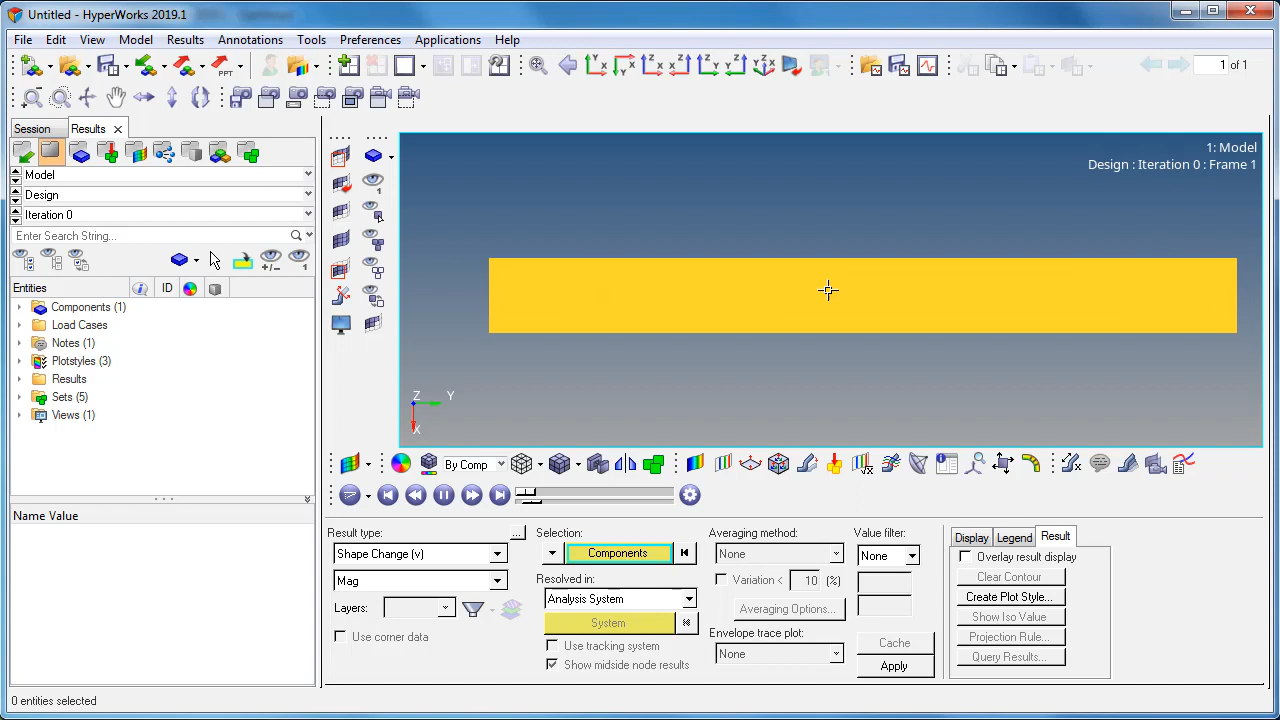 Untitled - HyperWorks 2019.1
File Edit View Model Results Annotations Tools Preferences Applications Help
PPT
Y X Z
1 of 1
Session Results
Model
Design
Iteration 0
Enter Search String...
+/- 1
Entities ID
Components (1)
Load Cases
Notes (1)
Plotstyles (3)
Results
Sets (5)
Views (1)
Name Value
1
1: Model
Design : Iteration 0 : Frame 1
Z Y
X
By Comp
Result type:
Shape Change (v)
Mag
Layers:
Use corner data
Selection:
Components
Resolved in:
Analysis System
System
Use tracking system
Show midside node results
Averaging method:
None
Variation < 10 (%)
Averaging Options...
Envelope trace plot:
None
Value filter:
None
Cache
Apply
Display Legend Result
Overlay result display
Clear Contour
Create Plot Style...
Show Iso Value
Projection Rule...
Query Results...
0 entities selected